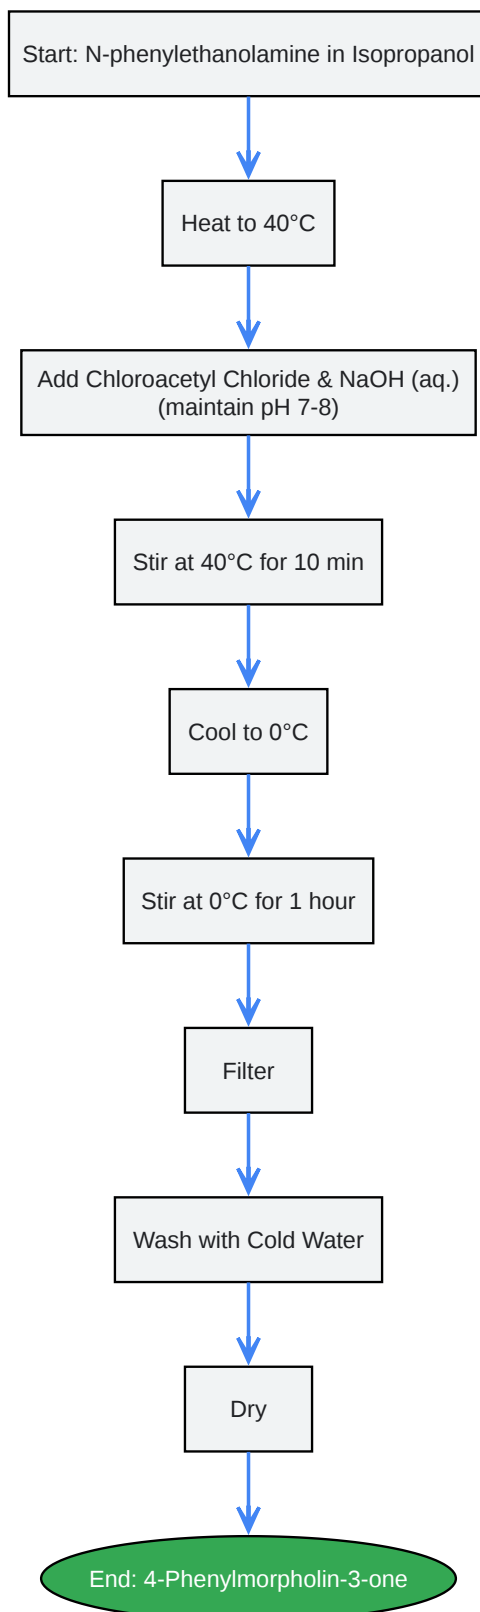 Start: N-phenylethanolamine in Isopropanol
Heat to 40°C
Add Chloroacetyl Chloride & NaOH (aq.)
(maintain pH 7-8)
Stir at 40°C for 10 min
Cool to 0°C
Stir at 0°C for 1 hour
Filter
Wash with Cold Water
Dry
End: 4-Phenylmorpholin-3-one